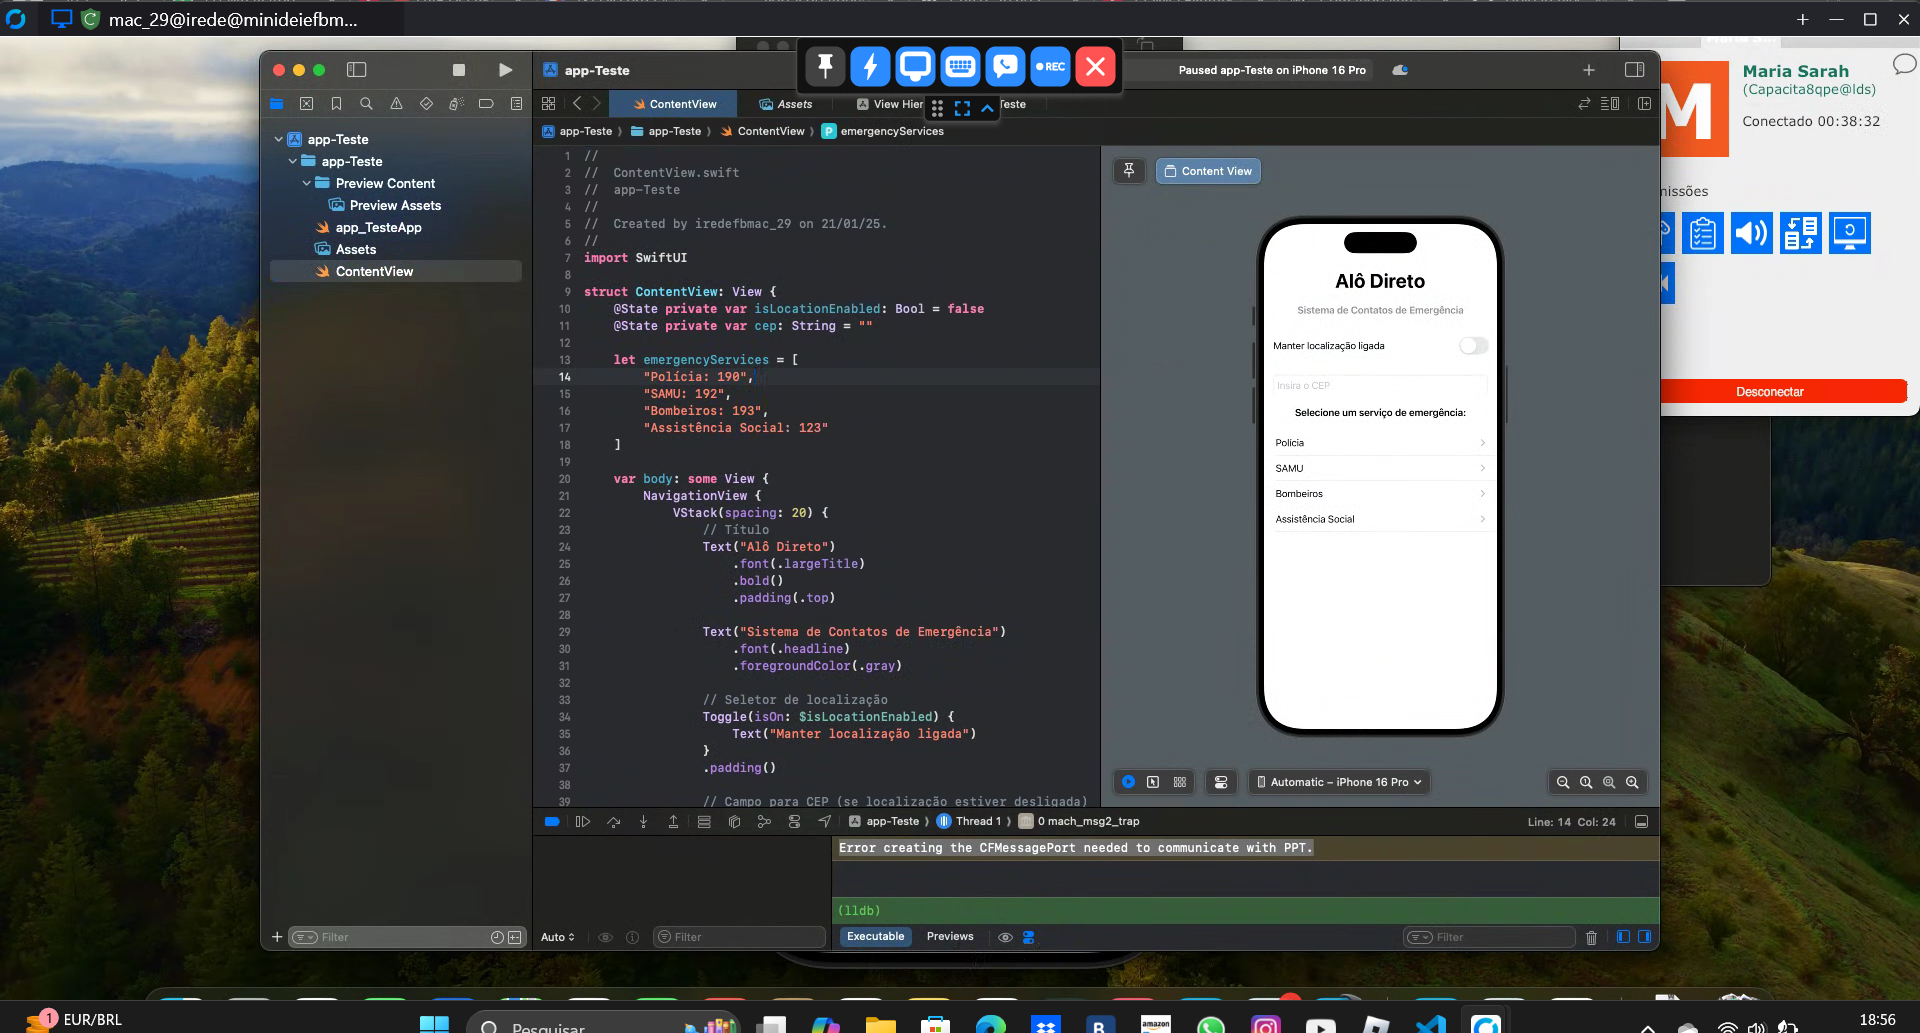 mac_29@irede@minideiefbm...
app-Teste
REC
Paused app-Teste on iPhone 16 Pro
ContentView
Assets
View Hier
Teste
app-Teste
app-Teste
ContentView
emergencyServices
app-Teste
app-Teste
Preview Content
Preview Assets
app_TesteApp
Assets
ContentView
1 //
2 //  ContentView.swift
3 //  app-Teste
4 //
5 //  Created by iredefbmac_29 on 21/01/25.
6 //
7 import SwiftUI
8
9 struct ContentView: View {
10     @State private var isLocationEnabled: Bool = false
11     @State private var cep: String = ""
12
13     let emergencyServices = [
14         "Polícia: 190",
15         "SAMU: 192",
16         "Bombeiros: 193",
17         "Assistência Social: 123"
18     ]
19
20     var body: some View {
21         NavigationView {
22             VStack(spacing: 20) {
23                 // Título
24                 Text("Alô Direto")
25                     .font(.largeTitle)
26                     .bold()
27                     .padding(.top)
28
29                 Text("Sistema de Contatos de Emergência")
30                     .font(.headline)
31                     .foregroundColor(.gray)
32
33                 // Seletor de localização
34                 Toggle(isOn: $isLocationEnabled) {
35                     Text("Manter localização ligada")
36                 }
37                 .padding()
38
39                 // Campo para CEP (se localização estiver desligada)
Content View
Alô Direto
Sistema de Contatos de Emergência
Manter localização ligada
Insira o CEP
Selecione um serviço de emergência:
Polícia
SAMU
Bombeiros
Assistência Social
Automatic – iPhone 16 Pro
app-Teste
Thread 1
0 mach_msg2_trap
Line: 14 Col: 24
Error creating the CFMessagePort needed to communicate with PPT.
(lldb)
Filter
Auto
Filter
Executable
Previews
Filter
M
Maria Sarah
(Capacita8qpe@lds)
Conectado 00:38:32
missões
Desconectar
1
EUR/BRL
Pesquisar
amazon
B
18:56